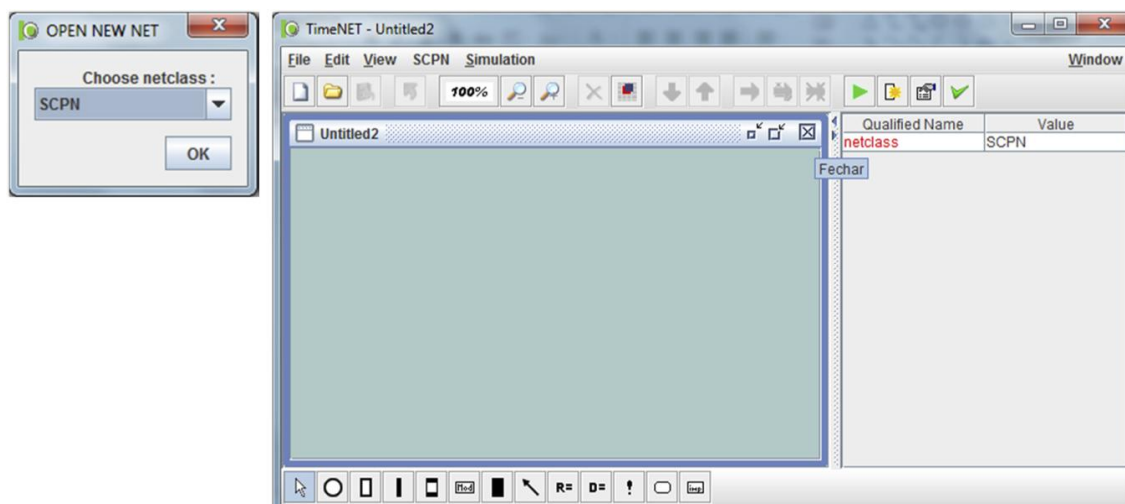 OPEN NEW NET
Choose netclass :
SCPN
OK
TimeNET - Untitled2
File Edit View SCPN Simulation Window
100%
Untitled2
Qualified Name Value
netclass SCPN
Fechar
Mod R= D= !